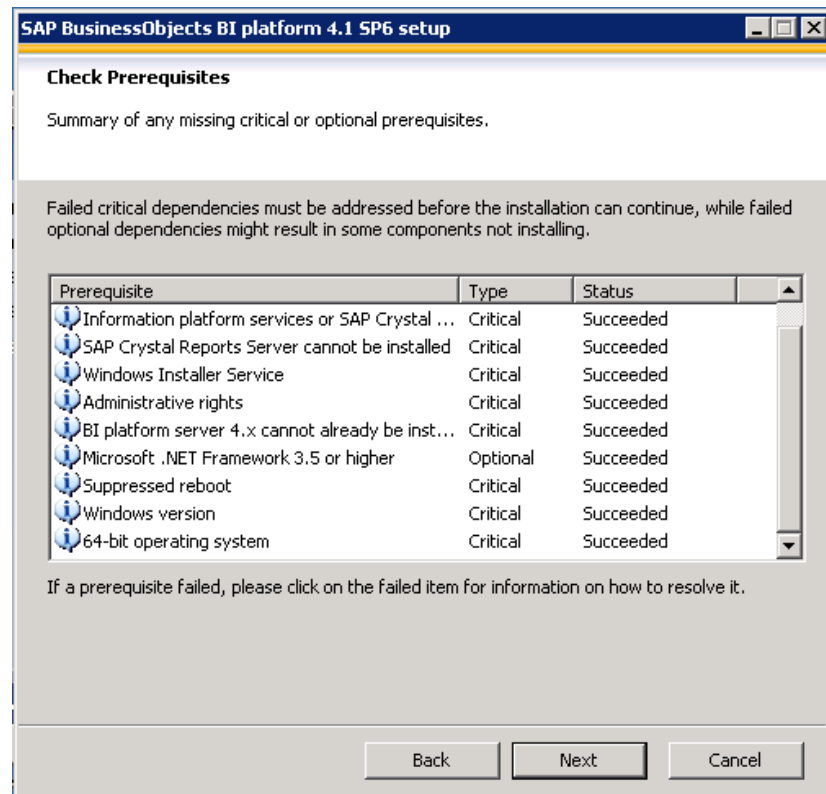 SAP BusinessObjects BI platform 4.1 SP6 setup
Check Prerequisites
Summary of any missing critical or optional prerequisites.
Failed critical dependencies must be addressed before the installation can continue, while failed
optional dependencies might result in some components not installing.
Prerequisite Type Status
Information platform services or SAP Crystal ... Critical Succeeded
SAP Crystal Reports Server cannot be installed Critical Succeeded
Windows Installer Service Critical Succeeded
Administrative rights Critical Succeeded
BI platform server 4.x cannot already be inst... Critical Succeeded
Microsoft .NET Framework 3.5 or higher Optional Succeeded
Suppressed reboot Critical Succeeded
Windows version Critical Succeeded
64-bit operating system Critical Succeeded
If a prerequisite failed, please click on the failed item for information on how to resolve it.
Back Next Cancel